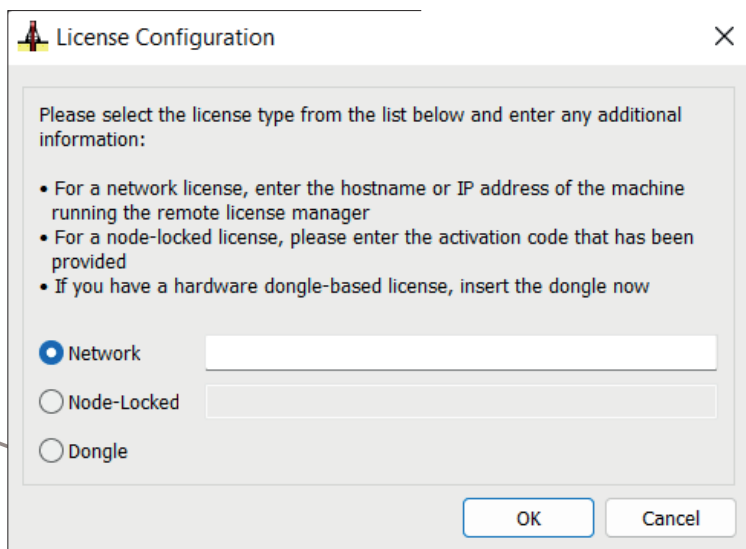 License Configuration
Please select the license type from the list below and enter any additional
information:
• For a network license, enter the hostname or IP address of the machine
running the remote license manager
• For a node-locked license, please enter the activation code that has been
provided
• If you have a hardware dongle-based license, insert the dongle now
Network
Node-Locked
Dongle
OK Cancel